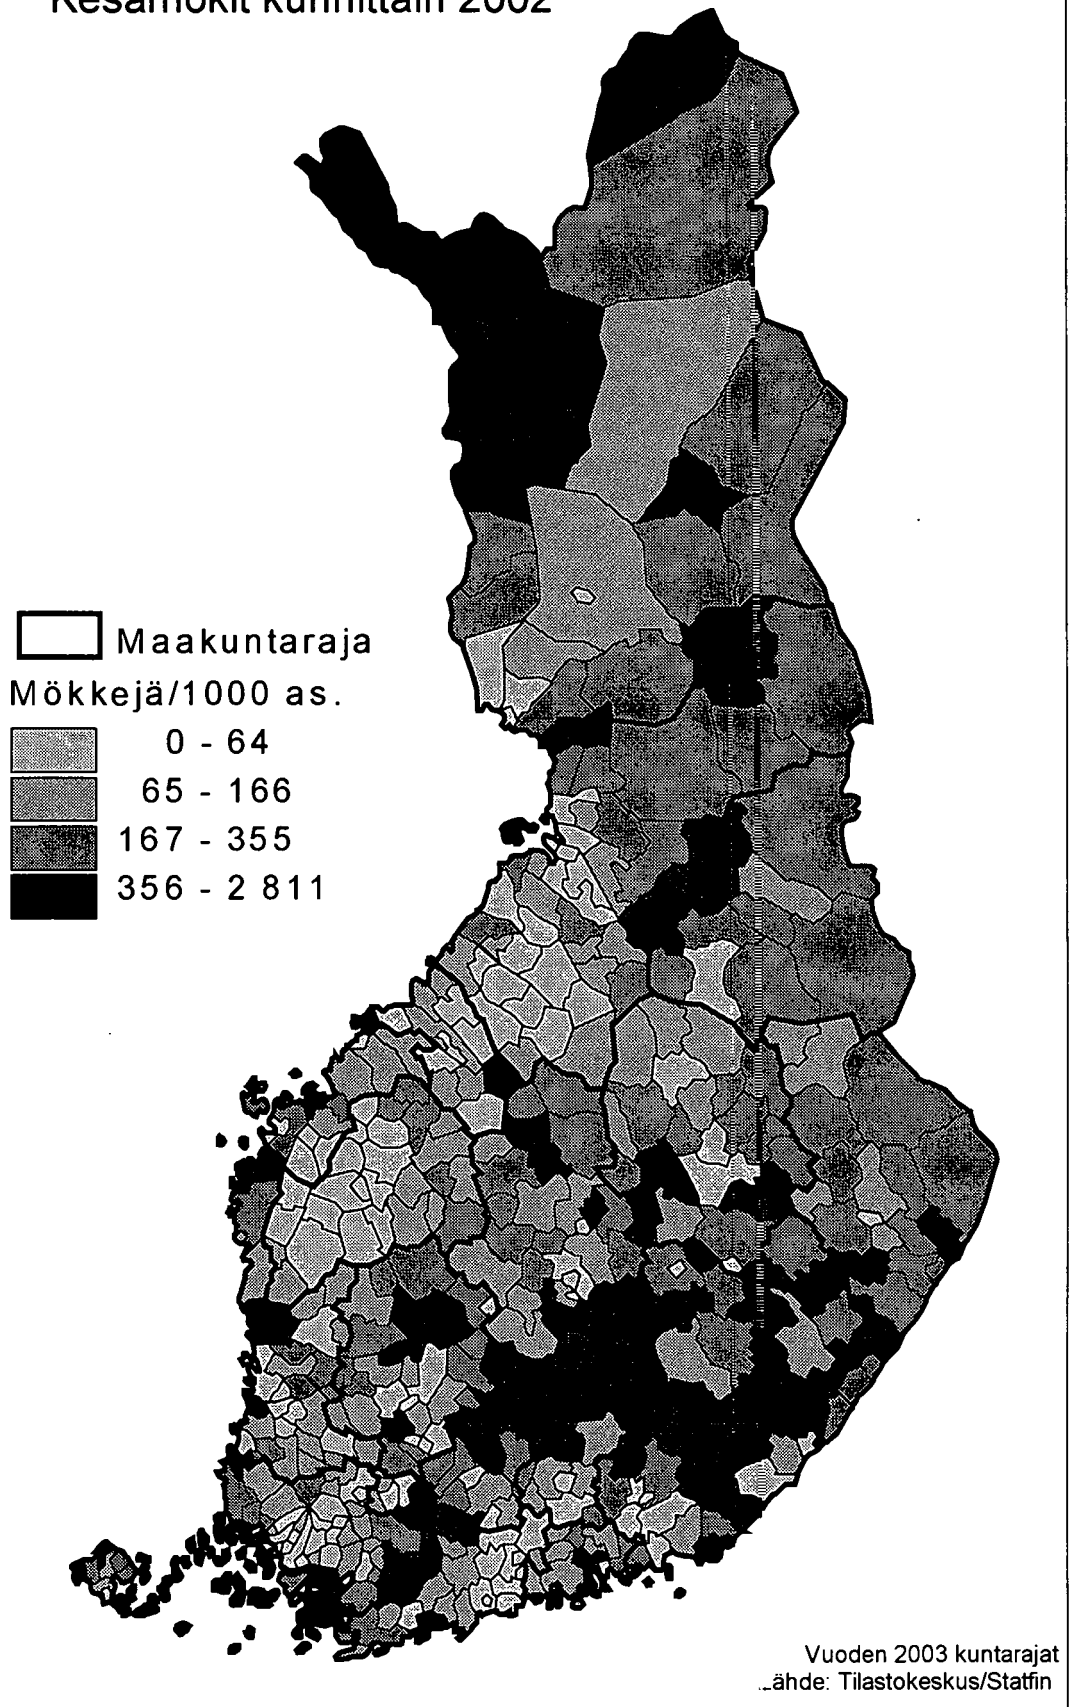 Kesämökit kunnittain 2002
Maakuntaraja
Mökkejä/1000 as.
0 - 64
65 - 166
167 - 355
356 - 2 811
Vuoden 2003 kuntarajat
Lähde: Tilastokeskus/Statfin